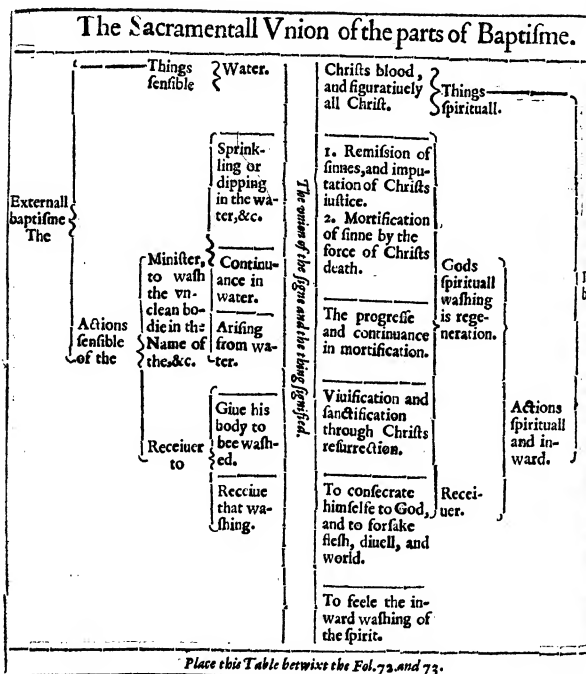 The Sacramentall Vnion of the parts of Baptiſme.
Externall
baptiſme
The
Things
ſenſible
Water.
Actions
ſenſible
of the
Miniſter,
to waſh
the vn-
clean bo-
die in the
Name of
the,&c.
Sprink-
ling or
dipping
in the wa-
ter,&c.
Continu-
ance in
water.
Ariſing
from wa-
ter.
Receiuer
to
Giue his
body to
bee waſh-
ed.
Receiue
that wa-
ſhing.
The vnion of the ſigne and the thing ſignified.
Chriſts blood,
and figuratiuely
all Chriſt.
Things
ſpirituall.
1. Remiſſion of
ſinnes,and impu-
tation of Chriſts
iuſtice.
2. Mortification
of ſinne by the
force of Chriſts
death.
The progreſſe
and continuance
in mortification.
Viuification and
ſanctification
through Chriſts
reſurrection.
Gods
ſpirituall
waſhing
is rege-
neration.
To conſecrate
himſelfe to God,
and to forſake
fleſh, diuell, and
world.
To feele the in-
ward waſhing of
the ſpirit.
Recei-
uer.
Actions
ſpirituall
and in-
ward.
Place this Table betwixt the Fol.72.and 73.